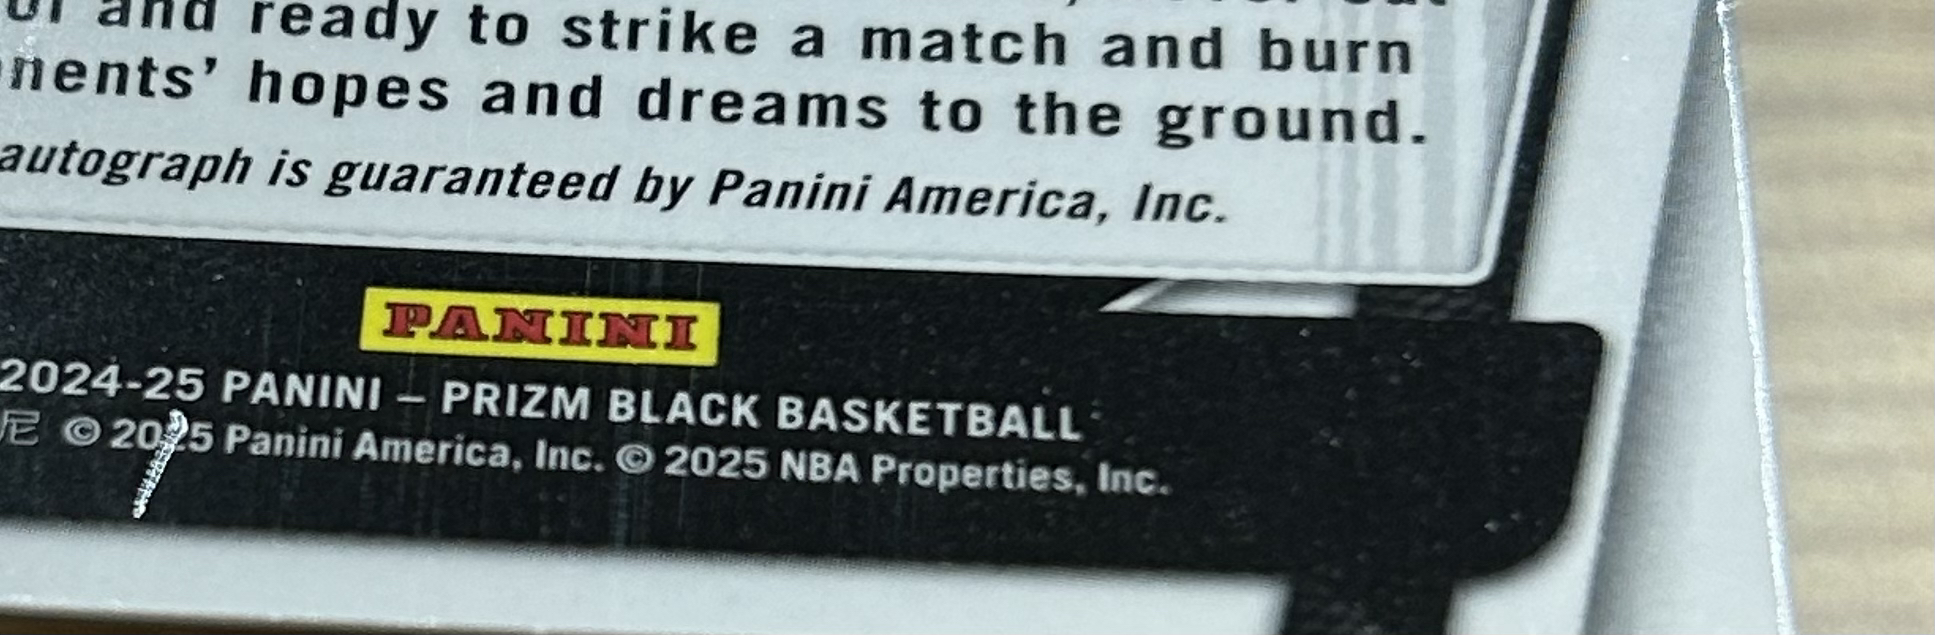 and ready to strike a match and burn
hopes and dreams to the ground.
autograph is guaranteed by Panini America, Inc.
PANINI
2024-25 PANINI – PRIZM BLACK BASKETBALL
尼 © 2025 Panini America, Inc. © 2025 NBA Properties, Inc.